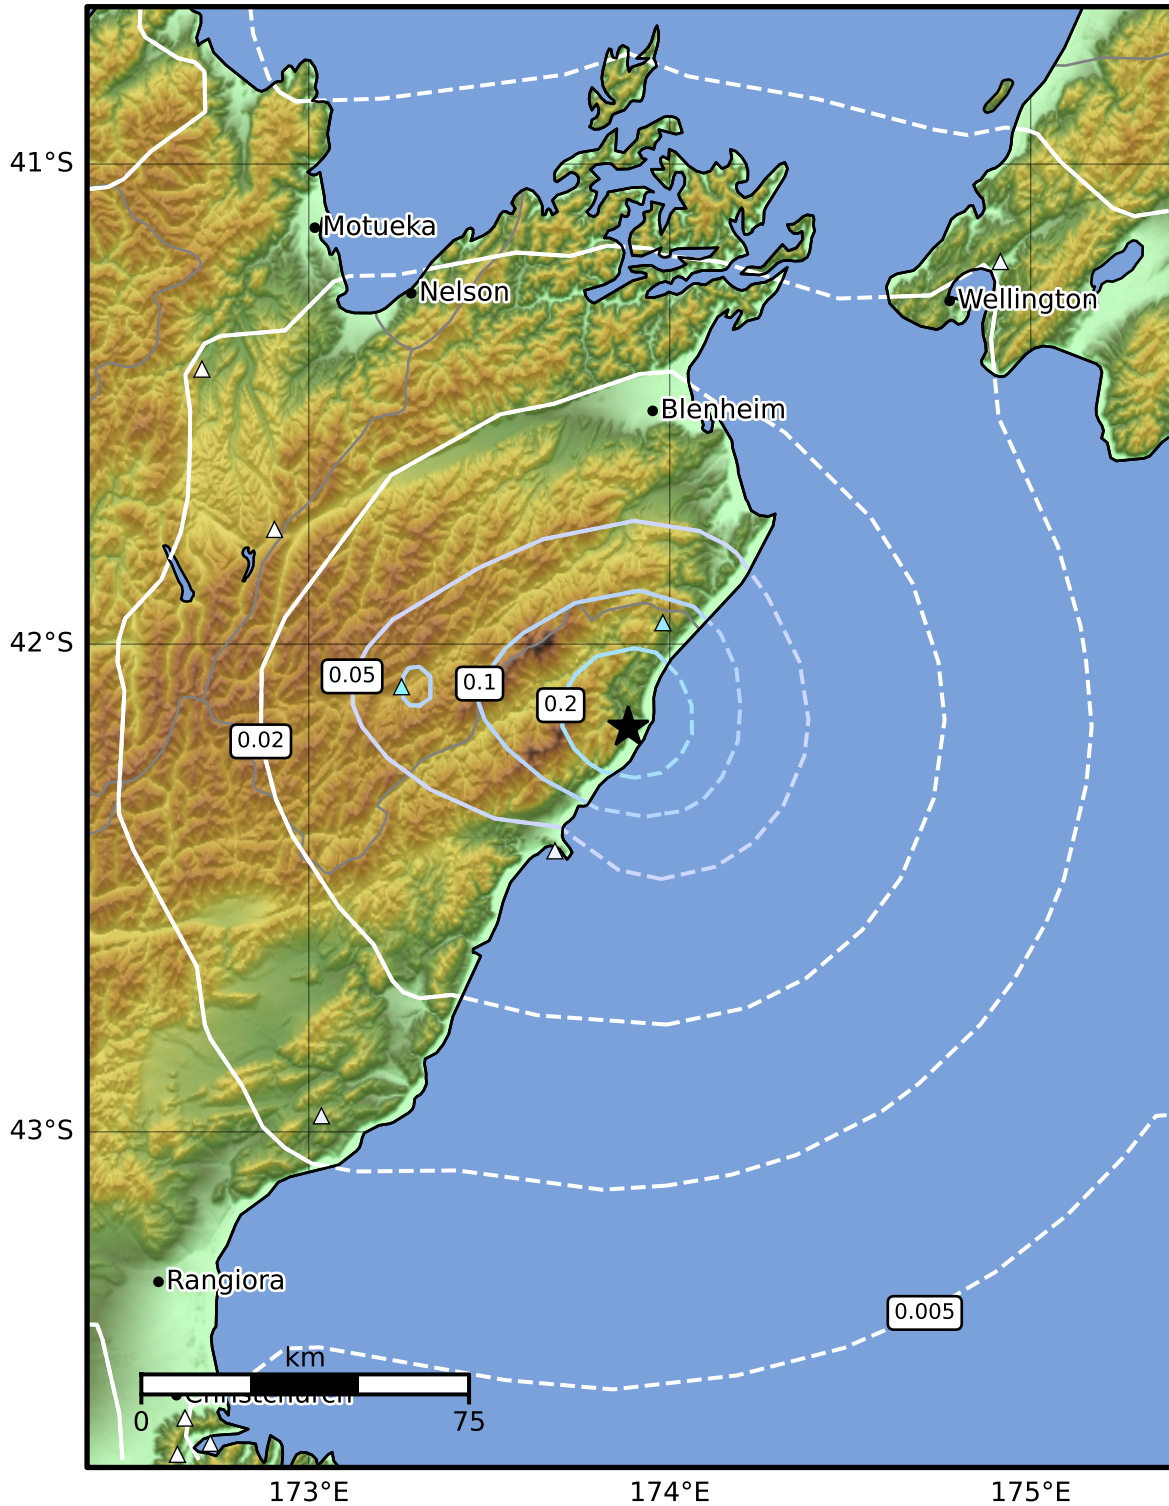 41°S
Motueka
Nelson
Wellington
Blenheim
42°S
0.05
0.1
0.2
0.02
43°S
Rangiora
0.005
km
Christchurch
0
75
173°E
174°E
175°E